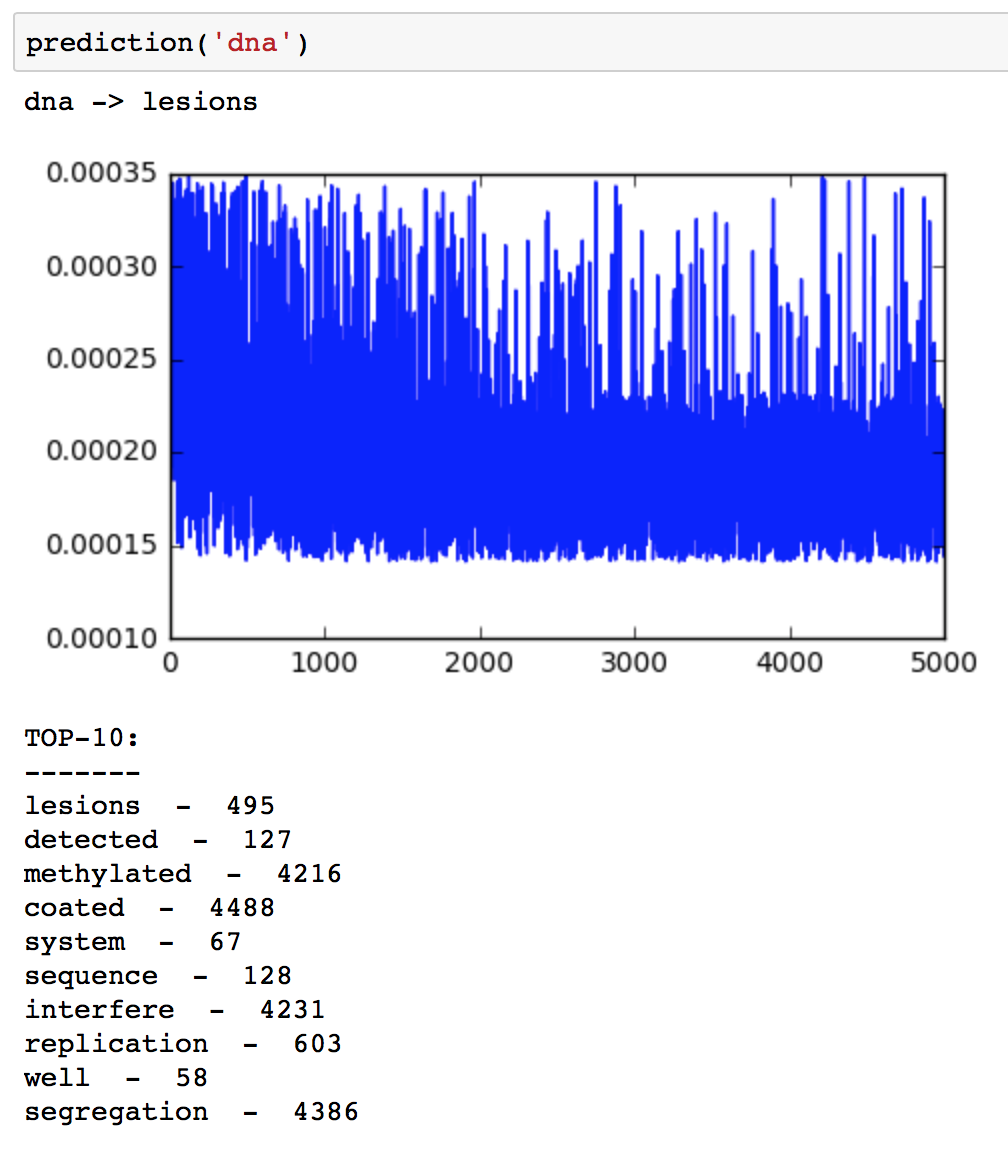 prediction('dna')
dna -> lesions
0.00035
0.00030
0.00025
0.00020
0.00015
0.00010
0 1000 2000 3000 4000 5000
TOP-10:
-------
lesions - 495
detected - 127
methylated - 4216
coated - 4488
system - 67
sequence - 128
interfere - 4231
replication - 603
well - 58
segregation - 4386